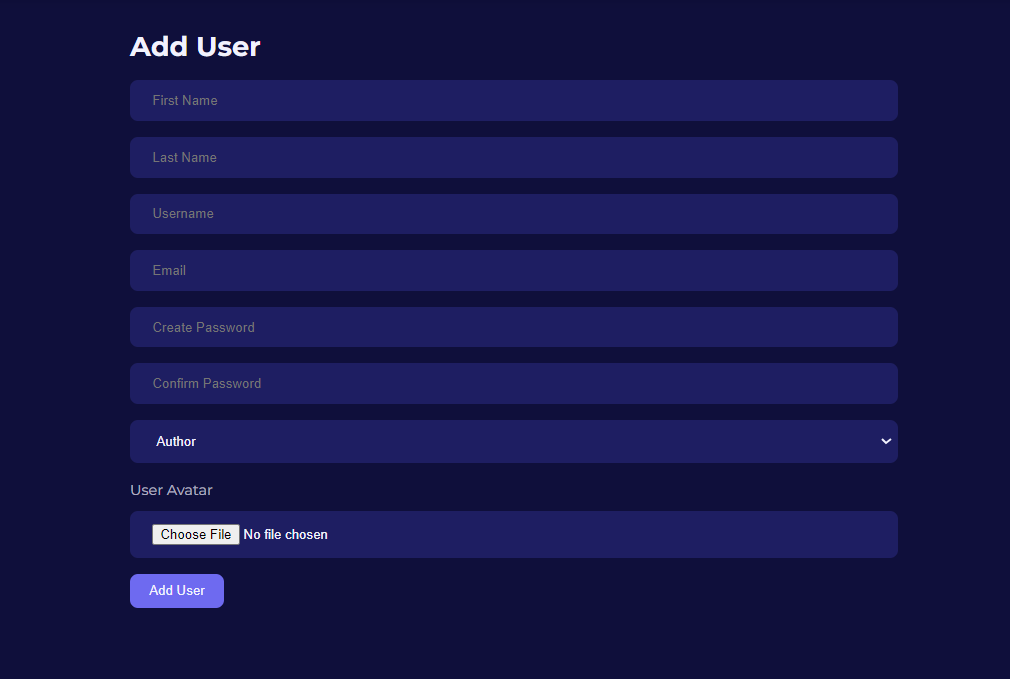 Add User
First Name
Last Name
Username
Email
Create Password
Confirm Password
Author
User Avatar
Choose File No file chosen
Add User